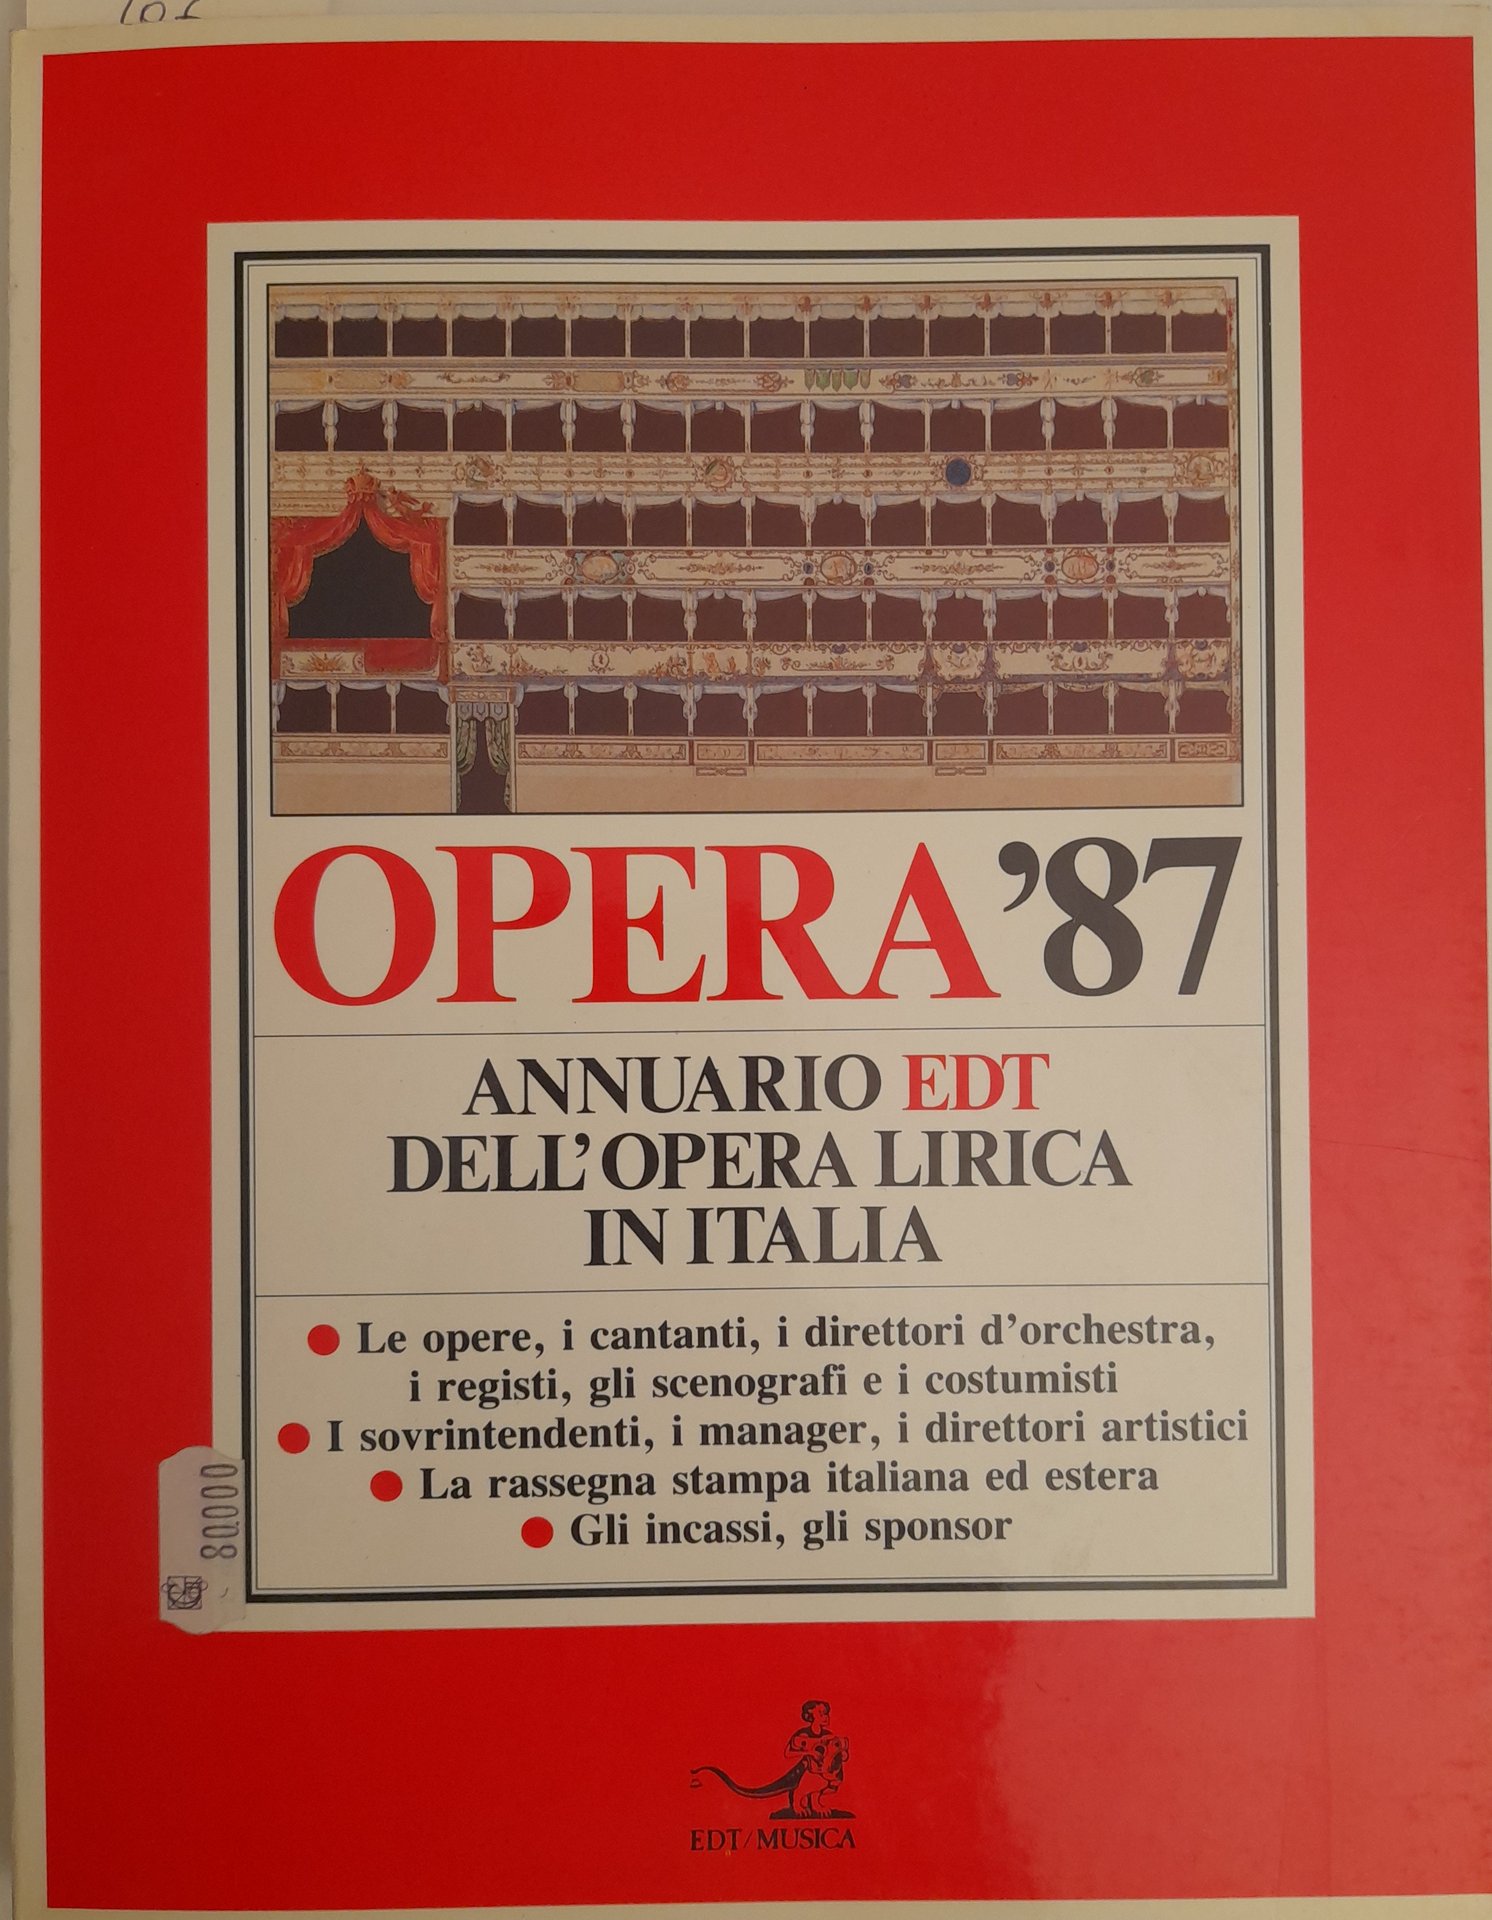 OPERA '87
ANNUARIO EDT
DELL'OPERA LIRICA
IN ITALIA
● Le opere, i cantanti, i direttori d'orchestra,
i registi, gli scenografi e i costumisti
● I sovrintendenti, i manager, i direttori artistici
● La rassegna stampa italiana ed estera
● Gli incassi, gli sponsor
80.000
EDT/MUSICA